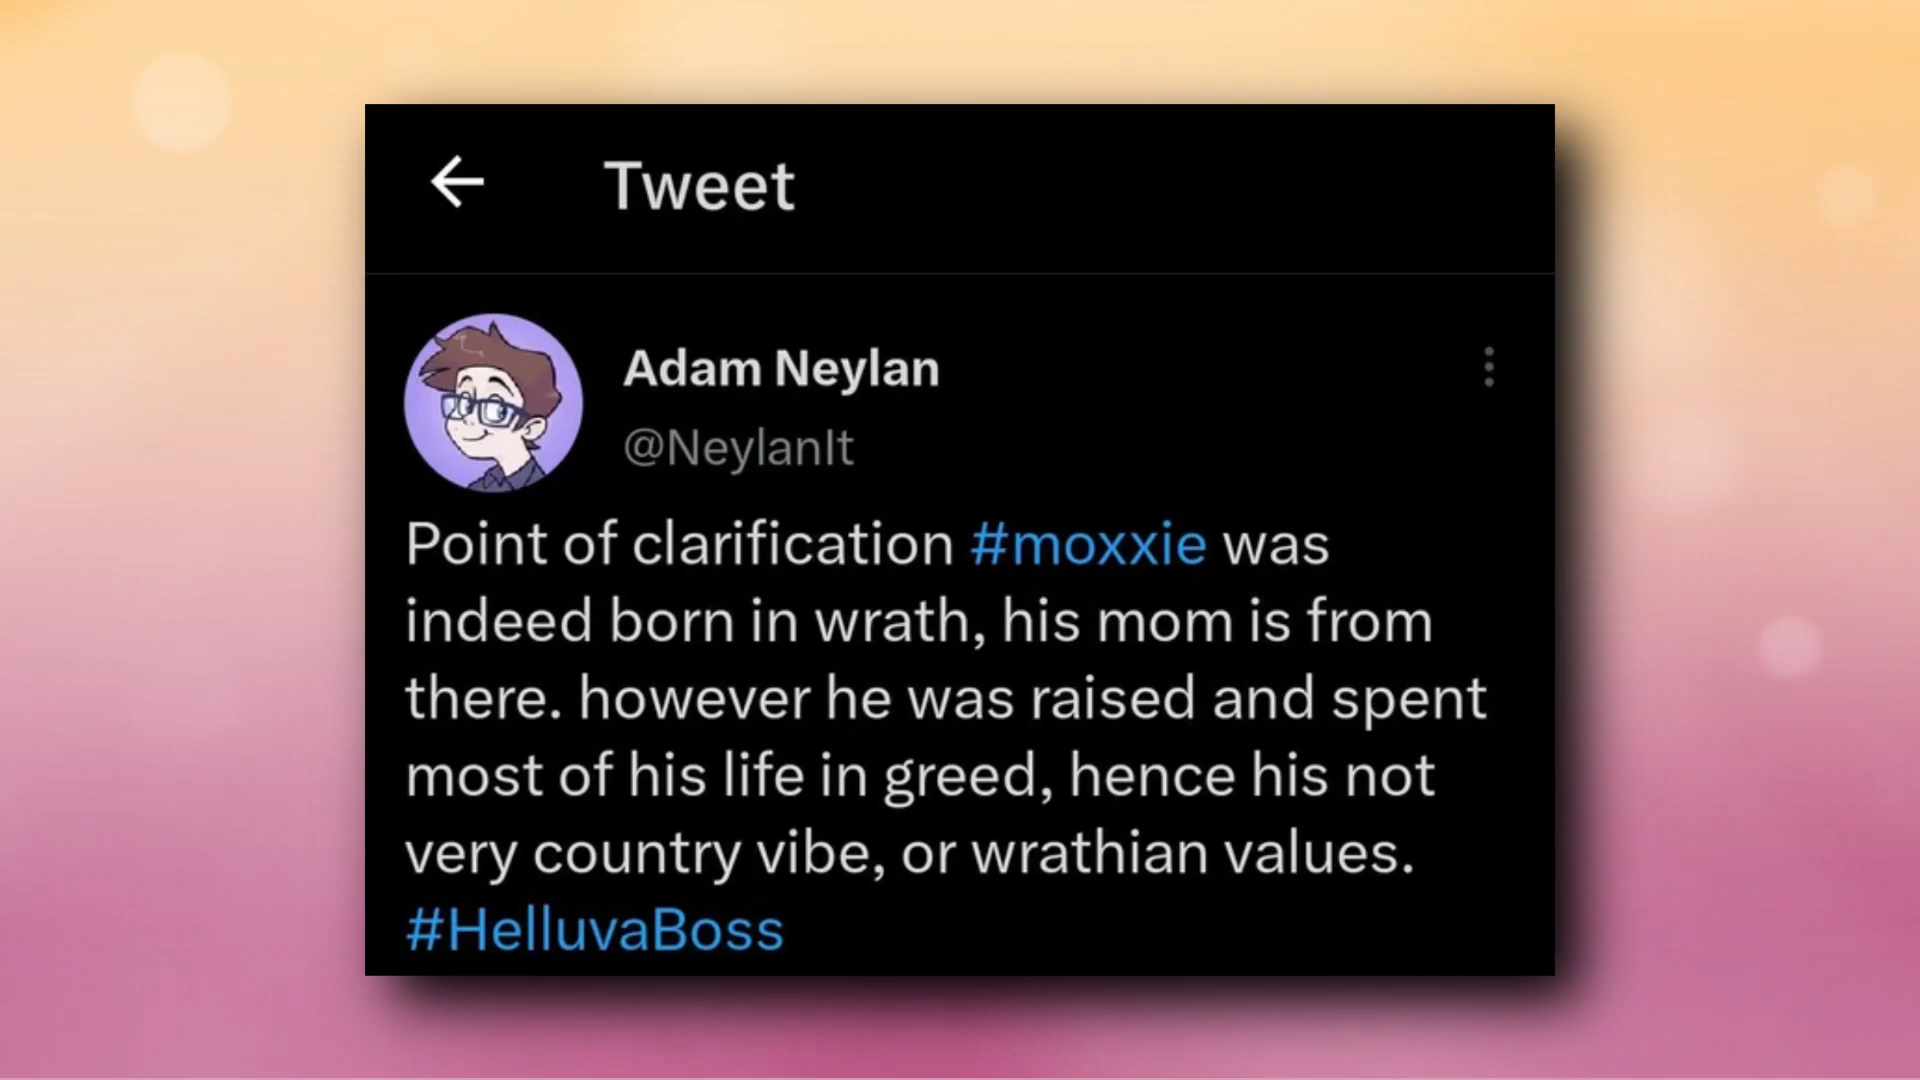 Tweet
Adam Neylan
@NeylanIt
Point of clarification #moxxie was
indeed born in wrath, his mom is from
there. however he was raised and spent
most of his life in greed, hence his not
very country vibe, or wrathian values.
#HelluvaBoss